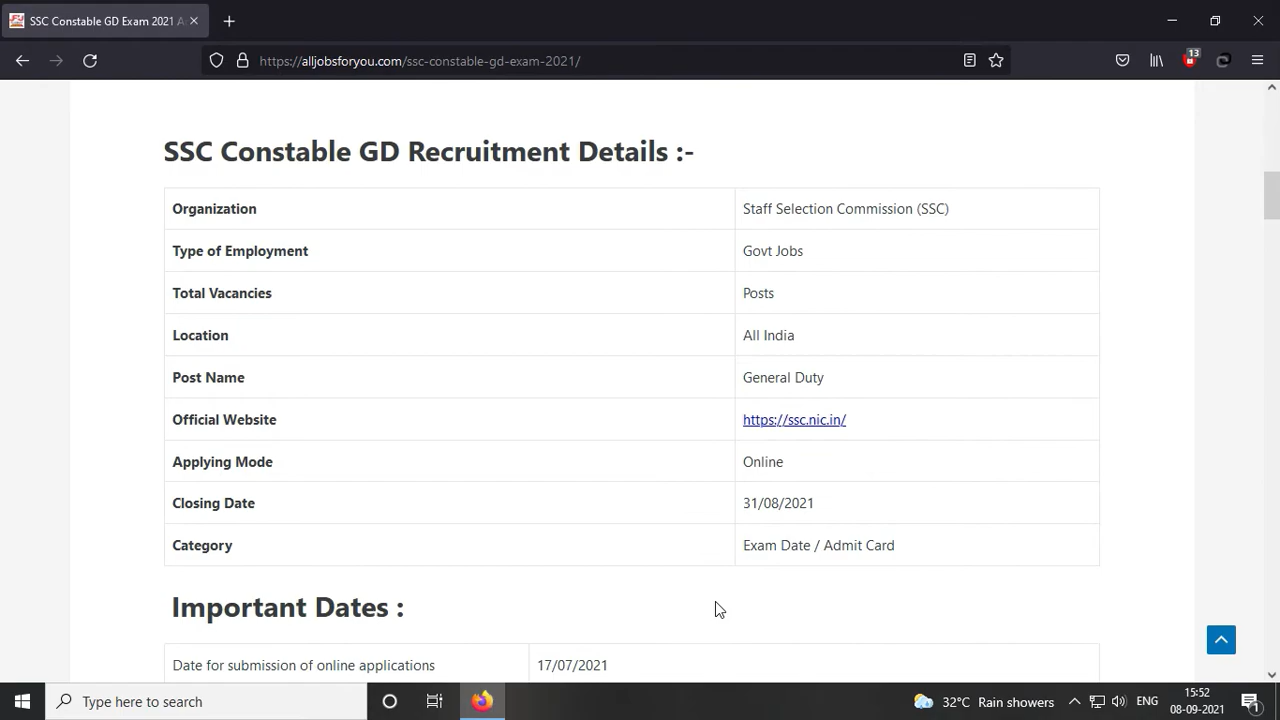 SSC Constable GD Exam 2021 A
https://alljobsforyou.com/ssc-constable-gd-exam-2021/
13
SSC Constable GD Recruitment Details :-
Organization Staff Selection Commission (SSC)
Type of Employment Govt Jobs
Total Vacancies Posts
Location All India
Post Name General Duty
Official Website https://ssc.nic.in/
Applying Mode Online
Closing Date 31/08/2021
Category Exam Date / Admit Card
Important Dates :
Date for submission of online applications 17/07/2021
Type here to search
32°C Rain showers
ENG
15:52
08-09-2021
1